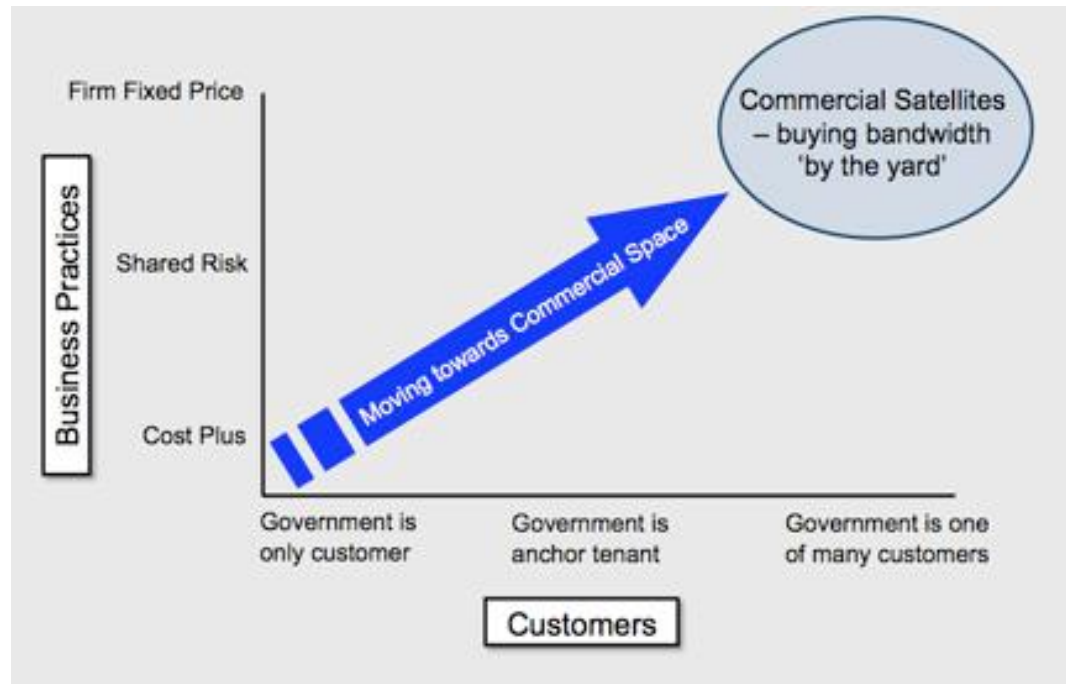 Firm Fixed Price
Commercial Satellites
– buying bandwidth
'by the yard'
Business Practices
Shared Risk
Moving towards Commercial Space
Cost Plus
Government is
only customer
Government is
anchor tenant
Government is one
of many customers
Customers